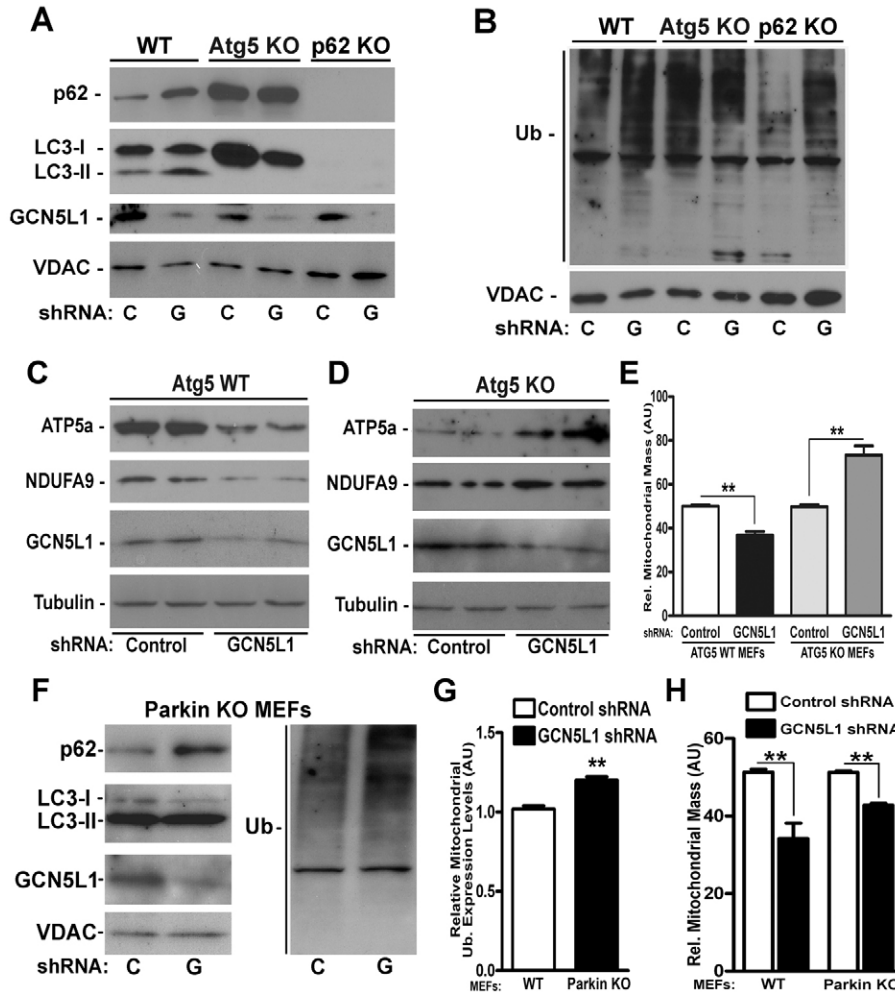 A
WT Atg5 KO p62 KO
p62 -
LC3-I -
LC3-II -
GCN5L1 -
VDAC -
shRNA: C G C G C G
B
WT Atg5 KO p62 KO
Ub -
VDAC -
shRNA: C G C G C G
C
Atg5 WT
ATP5a -
NDUFA9 -
GCN5L1 -
Tubulin -
shRNA: Control GCN5L1
D
Atg5 KO
ATP5a -
NDUFA9 -
GCN5L1 -
Tubulin -
shRNA: Control GCN5L1
E
Rel. Mitochondrial Mass (AU)
100
80
60
40
20
0
**
**
shRNA: Control GCN5L1 Control GCN5L1
ATG5 WT MEFs ATG5 KO MEFs
F
Parkin KO MEFs
p62 -
LC3-I -
LC3-II -
GCN5L1 -
VDAC -
shRNA: C G
Ub -
C G
G
Control shRNA
GCN5L1 shRNA
Relative Mitochondrial
Ub. Expression Levels (AU)
1.5
1.0
0.5
0.0
**
MEFs: WT Parkin KO
H
Control shRNA
GCN5L1 shRNA
Rel. Mitochondrial Mass (AU)
60
40
20
0
**
**
MEFs: WT Parkin KO